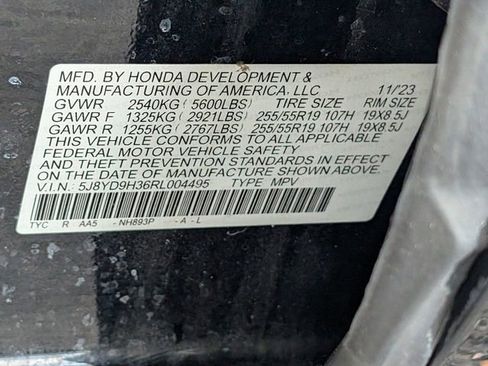 MFD. BY HONDA DEVELOPMENT &
MANUFACTURING OF AMERICA, LLC 11/23
GVWR 2540KG(5600LBS) TIRE SIZE RIM SIZE
GAWR F 1325KG(2921LBS) 255/55R19 107H 19X8.5J
GAWR R 1255KG(2767LBS) 255/55R19 107H 19X8.5J
THIS VEHICLE CONFORMS TO ALL APPLICABLE
FEDERAL MOTOR VEHICLE SAFETY
AND THEFT PREVENTION STANDARDS IN EFFECT
ON THE DATE OF MANUFACTURE SHOWN ABOVE.
V.I.N.: 5J8YD9H36RL004495 TYPE MPV
TYC R AA5 -NH893P -A -L